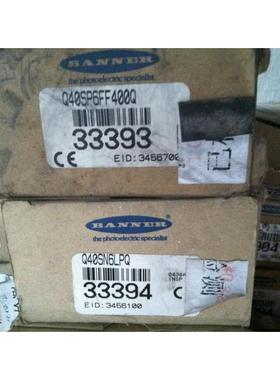 BANNER
the photoelectric specialist
Q40SP6FF400Q
33393
CE
EID: 3456700
BANNER
the photoelectric specialist
Q40SN6LPQ
33394
C
EID: 3456100